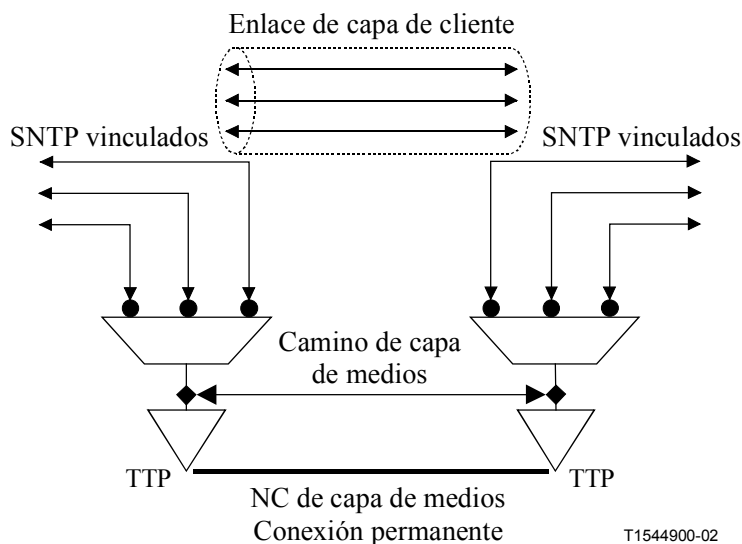 Enlace de capa de cliente
SNTP vinculados
SNTP vinculados
Camino de capa
de medios
TTP
TTP
NC de capa de medios
Conexión permanente
T1544900-02